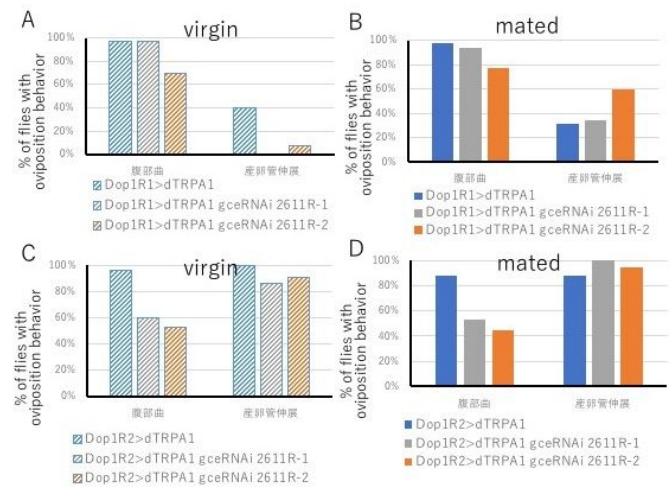 A
virgin
% of flies with
oviposition behavior
100%
80%
60%
40%
20%
0%
腹部曲
産卵管伸展
Dop1R1>dTRPA1
Dop1R1>dTRPA1 gceRNAi 2611R-1
Dop1R1>dTRPA1 gceRNAi 2611R-2
B
mated
% of flies with
oviposition behavior
100%
80%
60%
40%
20%
0%
腹部曲
産卵管伸展
Dop1R1>dTRPA1
Dop1R1>dTRPA1 gceRNAi 2611R-1
Dop1R1>dTRPA1 gceRNAi 2611R-2
C
virgin
% of flies with
oviposition behavior
100%
80%
60%
40%
20%
0%
腹部曲
産卵管伸展
Dop1R2>dTRPA1
Dop1R2>dTRPA1 gceRNAi 2611R-1
Dop1R2>dTRPA1 gceRNAi 2611R-2
D
mated
% of flies with
oviposition behavior
100%
80%
60%
40%
20%
0%
腹部曲
産卵管伸展
Dop1R2>dTRPA1
Dop1R2>dTRPA1 gceRNAi 2611R-1
Dop1R2>dTRPA1 gceRNAi 2611R-2